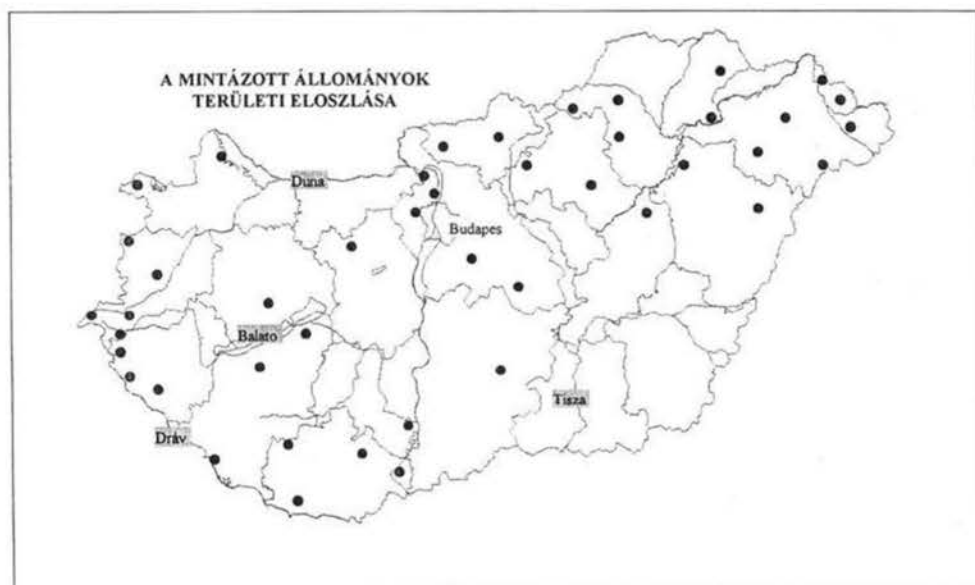 A MINTÁZOTT ÁLLOMÁNYOK
TERÜLETI ELOSZLÁSA
Duna
Budapes
Balato
Tisza
Dráv